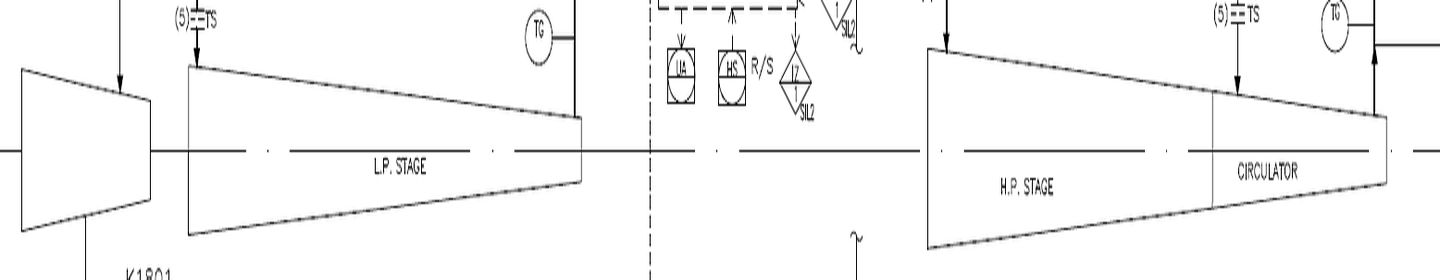 (5) TS
TG
UA
HS
R/S
IZ
1
SIL2
1
SIL2
(5) TS
TG
L.P. STAGE
H.P. STAGE
CIRCULATOR
K1801